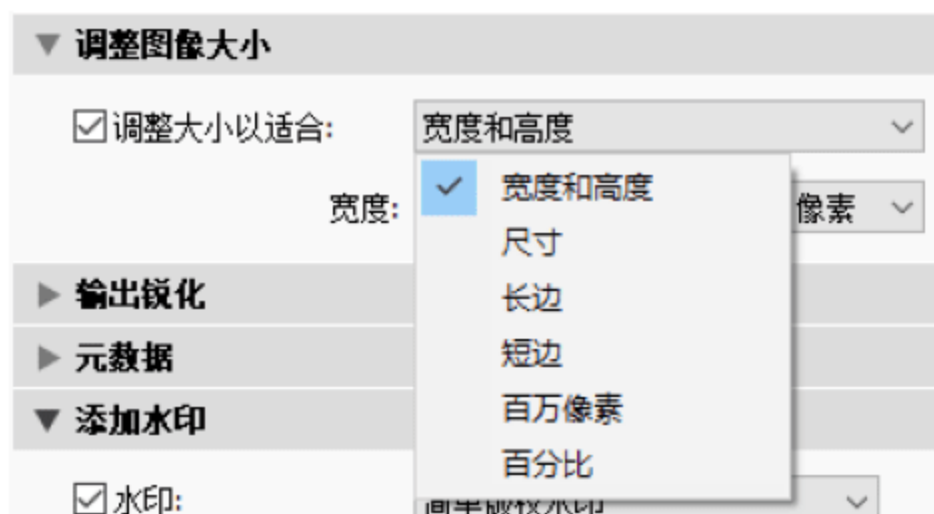 调整图像大小
调整大小以适合: 宽度和高度
宽度和高度
宽度: 像素
尺寸
长边
输出锐化
短边
元数据
百万像素
添加水印
百分比
水印: